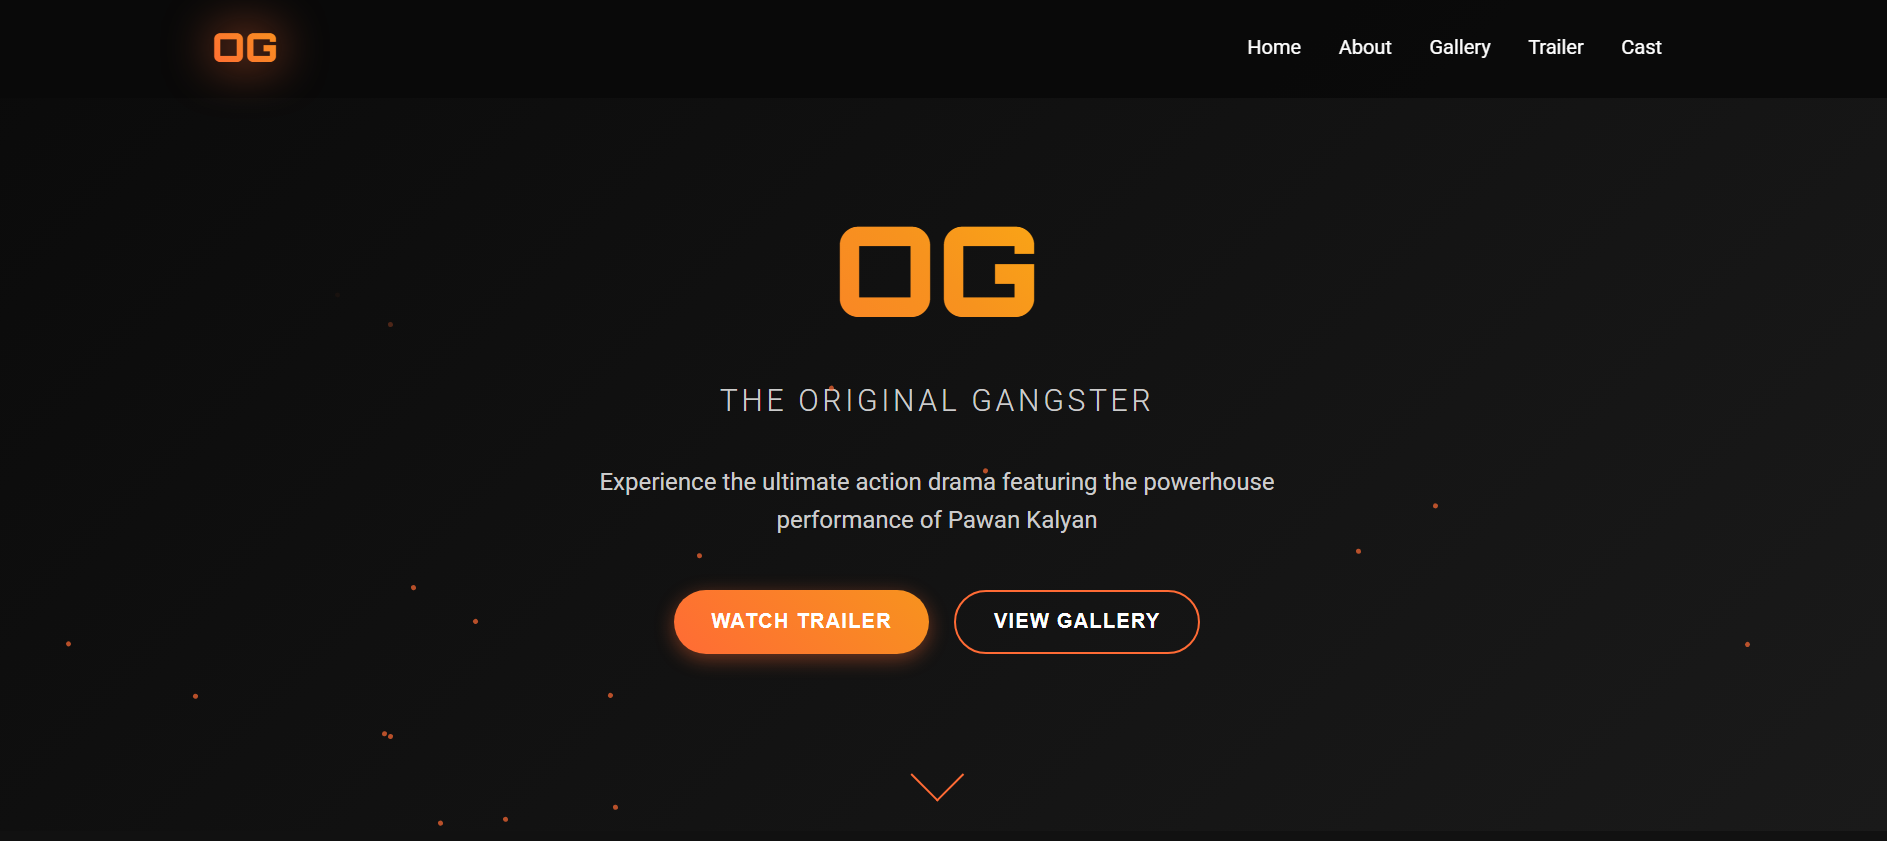 OG
Home About Gallery Trailer Cast
OG
THE ORIGINAL GANGSTER
Experience the ultimate action drama featuring the powerhouse
performance of Pawan Kalyan
WATCH TRAILER VIEW GALLERY